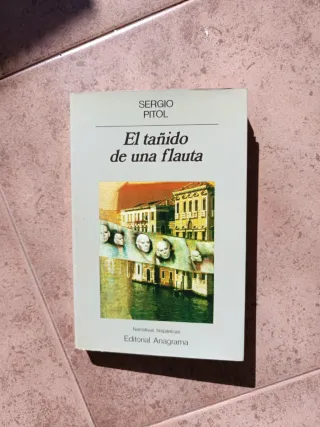 SERGIO
PITOL
El tañido
de una flauta
Narrativas hispánicas
Editorial Anagrama